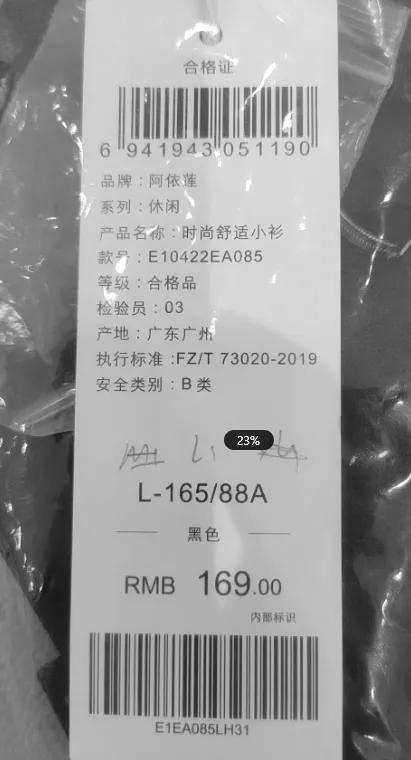 合格证
6 941943 051190
品牌：阿依莲
系列：休闲
产品名称：时尚舒适小衫
款号：E10422EA085
等级：合格品
检验员：03
产地：广东广州
执行标准：FZ/T 73020-2019
安全类别：B类
23%
L-165/88A
黑色
RMB 169.00
内部标识
E1EA085LH31